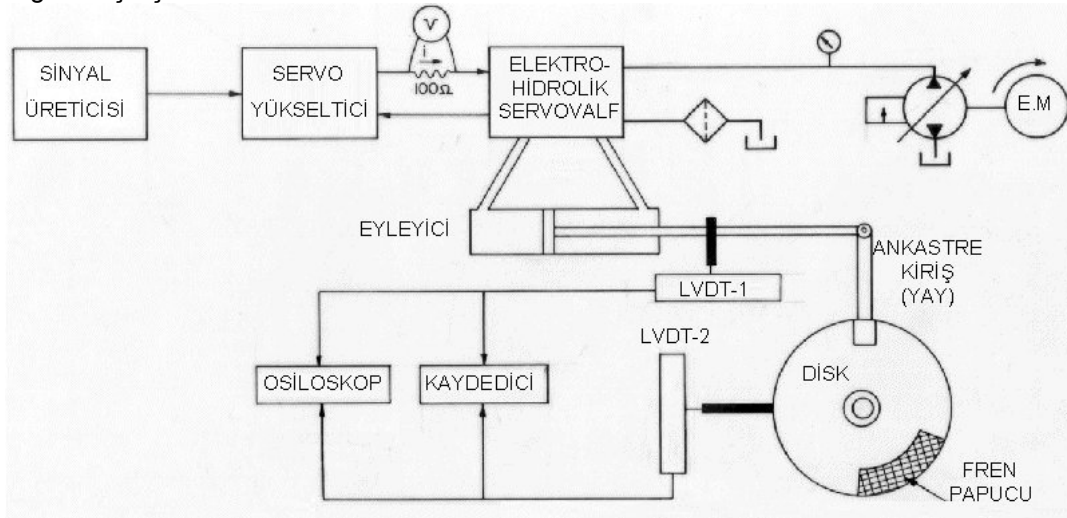 SİNYAL
ÜRETİCİSİ
SERVO
YÜKSELTİCİ
V
i
100Ω
ELEKTRO-
HİDROLİK
SERVOVALF
E.M
EYLEYİCİ
LVDT-1
ANKASTRE
KİRİŞ
(YAY)
LVDT-2
OSİLOSKOP
KAYDEDİCİ
DİSK
FREN
PAPUCU